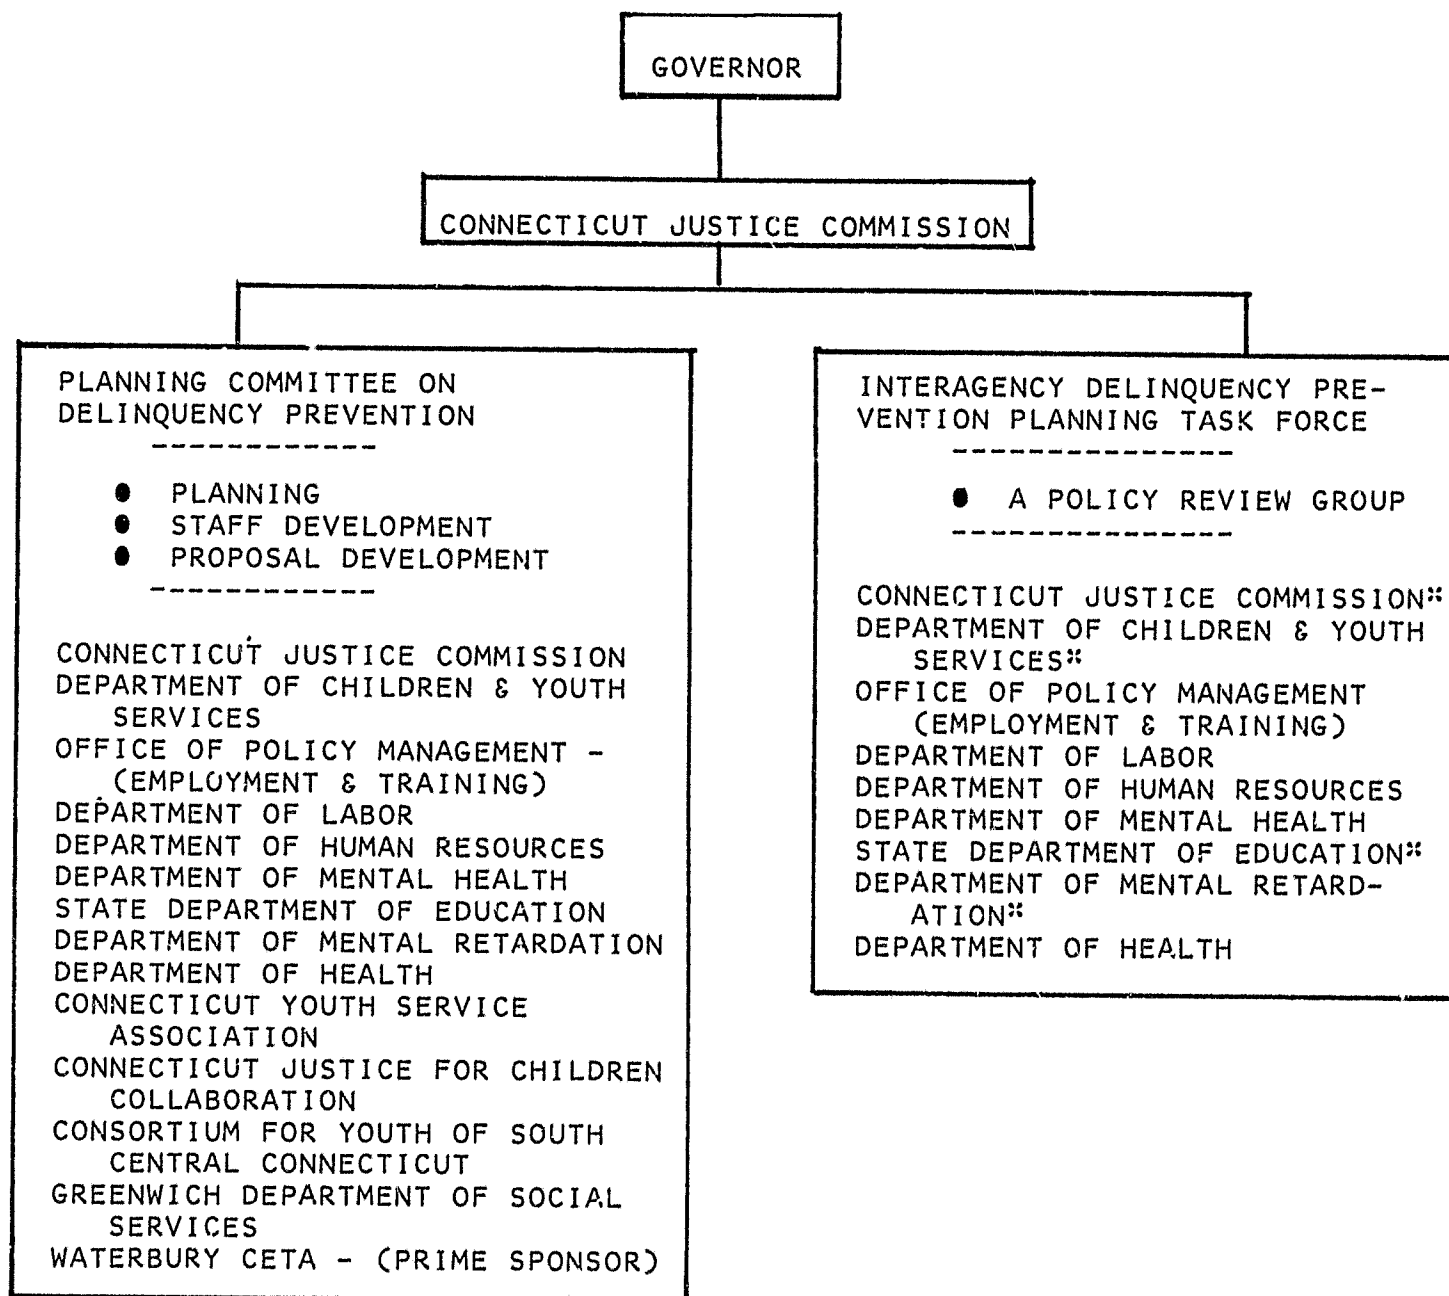 GOVERNOR
CONNECTICUT JUSTICE COMMISSION
PLANNING COMMITTEE ON
DELINQUENCY PREVENTION
------------
● PLANNING
● STAFF DEVELOPMENT
● PROPOSAL DEVELOPMENT
------------
CONNECTICUT JUSTICE COMMISSION
DEPARTMENT OF CHILDREN & YOUTH
SERVICES
OFFICE OF POLICY MANAGEMENT -
(EMPLOYMENT & TRAINING)
DEPARTMENT OF LABOR
DEPARTMENT OF HUMAN RESOURCES
DEPARTMENT OF MENTAL HEALTH
STATE DEPARTMENT OF EDUCATION
DEPARTMENT OF MENTAL RETARDATION
DEPARTMENT OF HEALTH
CONNECTICUT YOUTH SERVICE
ASSOCIATION
CONNECTICUT JUSTICE FOR CHILDREN
COLLABORATION
CONSORTIUM FOR YOUTH OF SOUTH
CENTRAL CONNECTICUT
GREENWICH DEPARTMENT OF SOCIAL
SERVICES
WATERBURY CETA - (PRIME SPONSOR)
INTERAGENCY DELINQUENCY PRE-
VENTION PLANNING TASK FORCE
---------------
● A POLICY REVIEW GROUP
---------------
CONNECTICUT JUSTICE COMMISSION*
DEPARTMENT OF CHILDREN & YOUTH
SERVICES*
OFFICE OF POLICY MANAGEMENT
(EMPLOYMENT & TRAINING)
DEPARTMENT OF LABOR
DEPARTMENT OF HUMAN RESOURCES
DEPARTMENT OF MENTAL HEALTH
STATE DEPARTMENT OF EDUCATION*
DEPARTMENT OF MENTAL RETARD-
ATION*
DEPARTMENT OF HEALTH